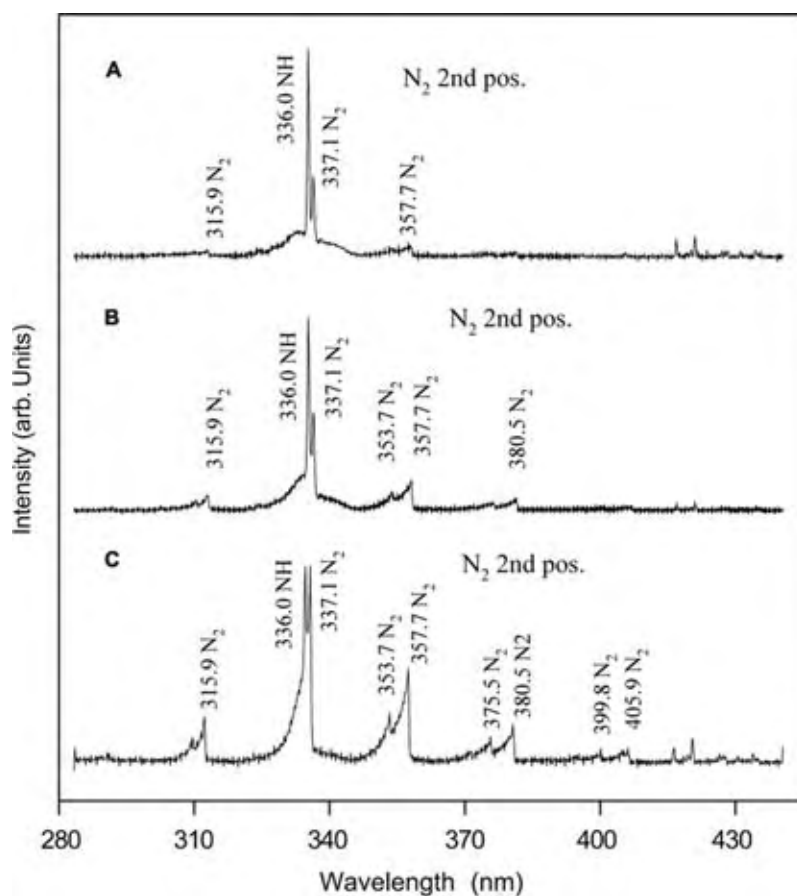 Intensity (arb. Units)
A
N2 2nd pos.
315.9 N2
336.0 NH
337.1 N2
357.7 N2
B
N2 2nd pos.
315.9 N2
336.0 NH
337.1 N2
353.7 N2
357.7 N2
380.5 N2
C
N2 2nd pos.
315.9 N2
336.0 NH
337.1 N2
353.7 N2
357.7 N2
375.5 N2
380.5 N2
399.8 N2
405.9 N2
280 310 340 370 400 430
Wavelength (nm)